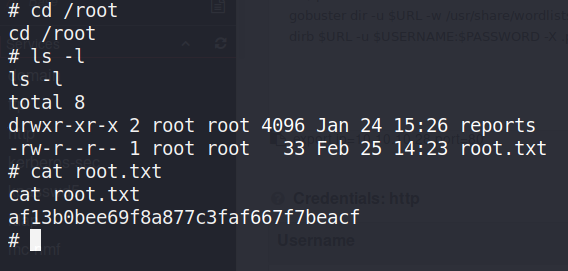 # cd /root
cd /root
# ls -l
ls -l
total 8
drwxr-xr-x 2 root root 4096 Jan 24 15:26 reports
-rw-r--r-- 1 root root   33 Feb 25 14:23 root.txt
# cat root.txt
cat root.txt
af13b0bee69f8a877c3faf667f7beacf
#
gobuster dir -u $URL -w /usr/share/wordlist
dirb $URL -u $USERNAME:$PASSWORD -X
Credentials: http
Username